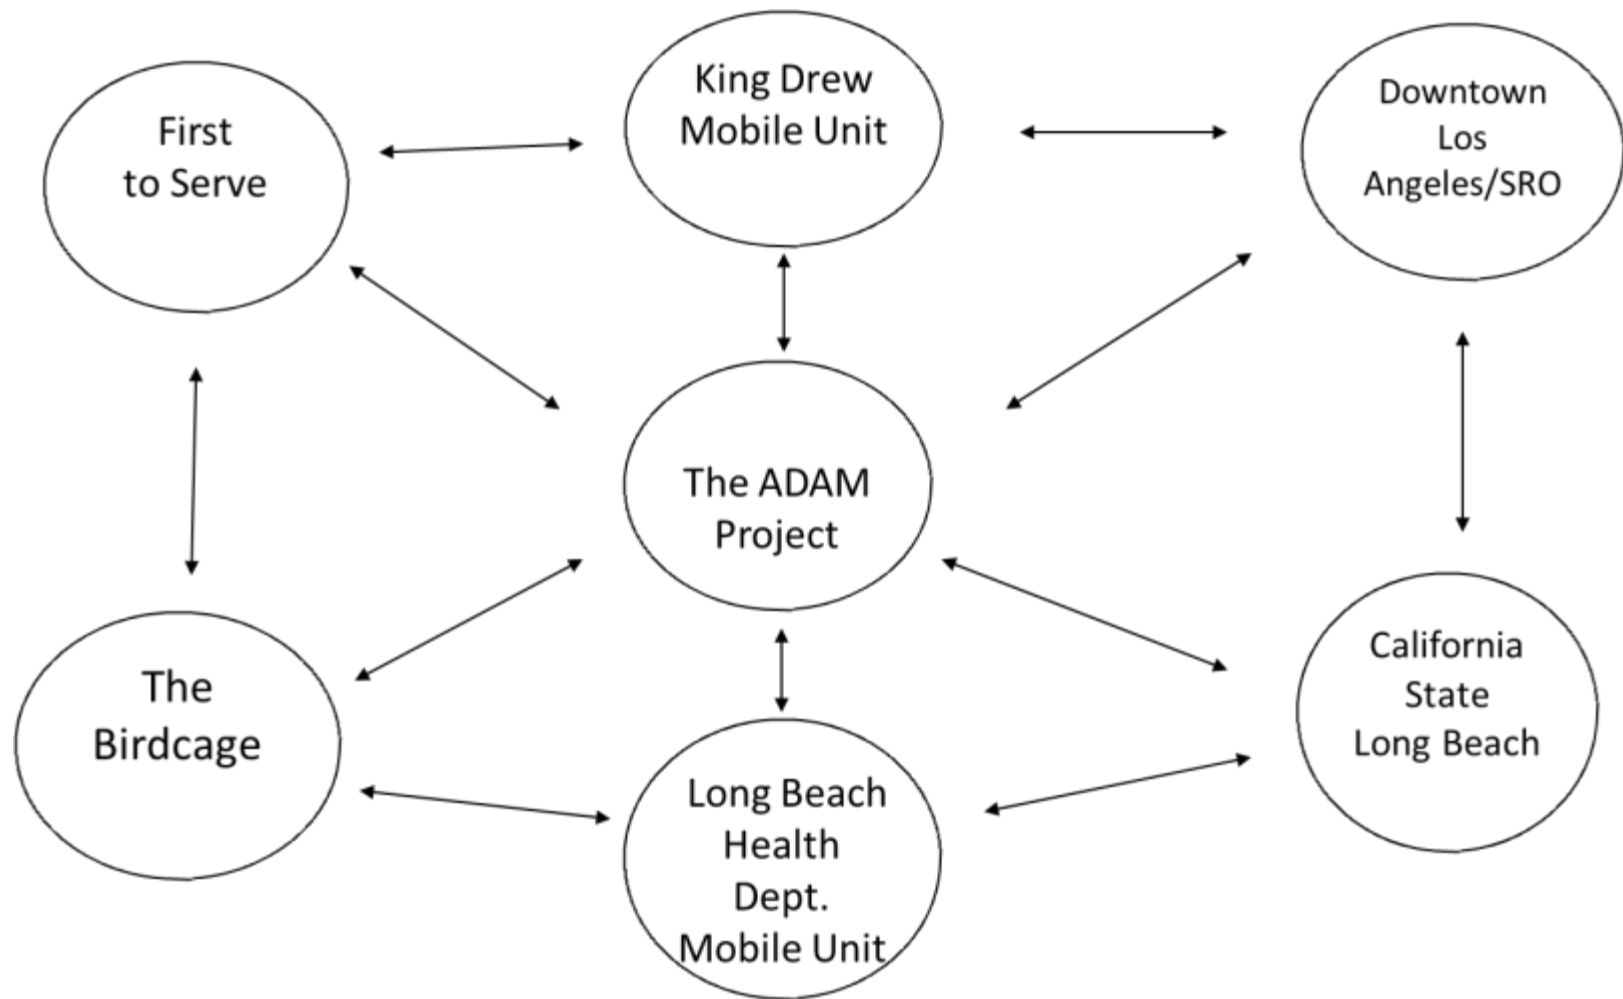 First
to Serve
King Drew
Mobile Unit
Downtown
Los
Angeles/SRO
The ADAM
Project
The
Birdcage
Long Beach
Health
Dept.
Mobile Unit
California
State
Long Beach